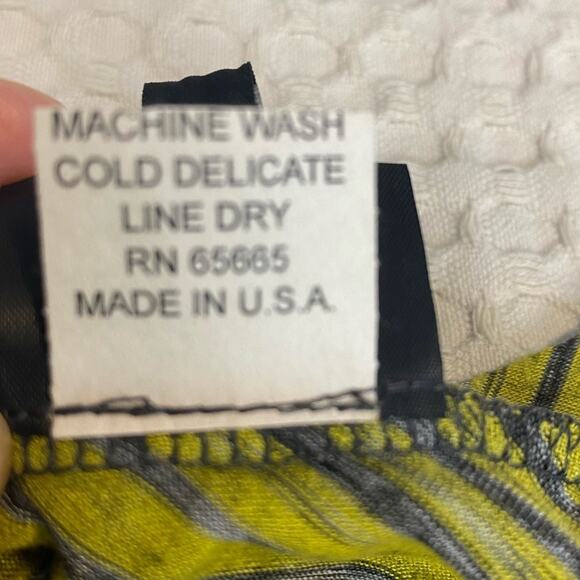 MACHINE WASH
COLD DELICATE
LINE DRY
RN 65665
MADE IN U.S.A.